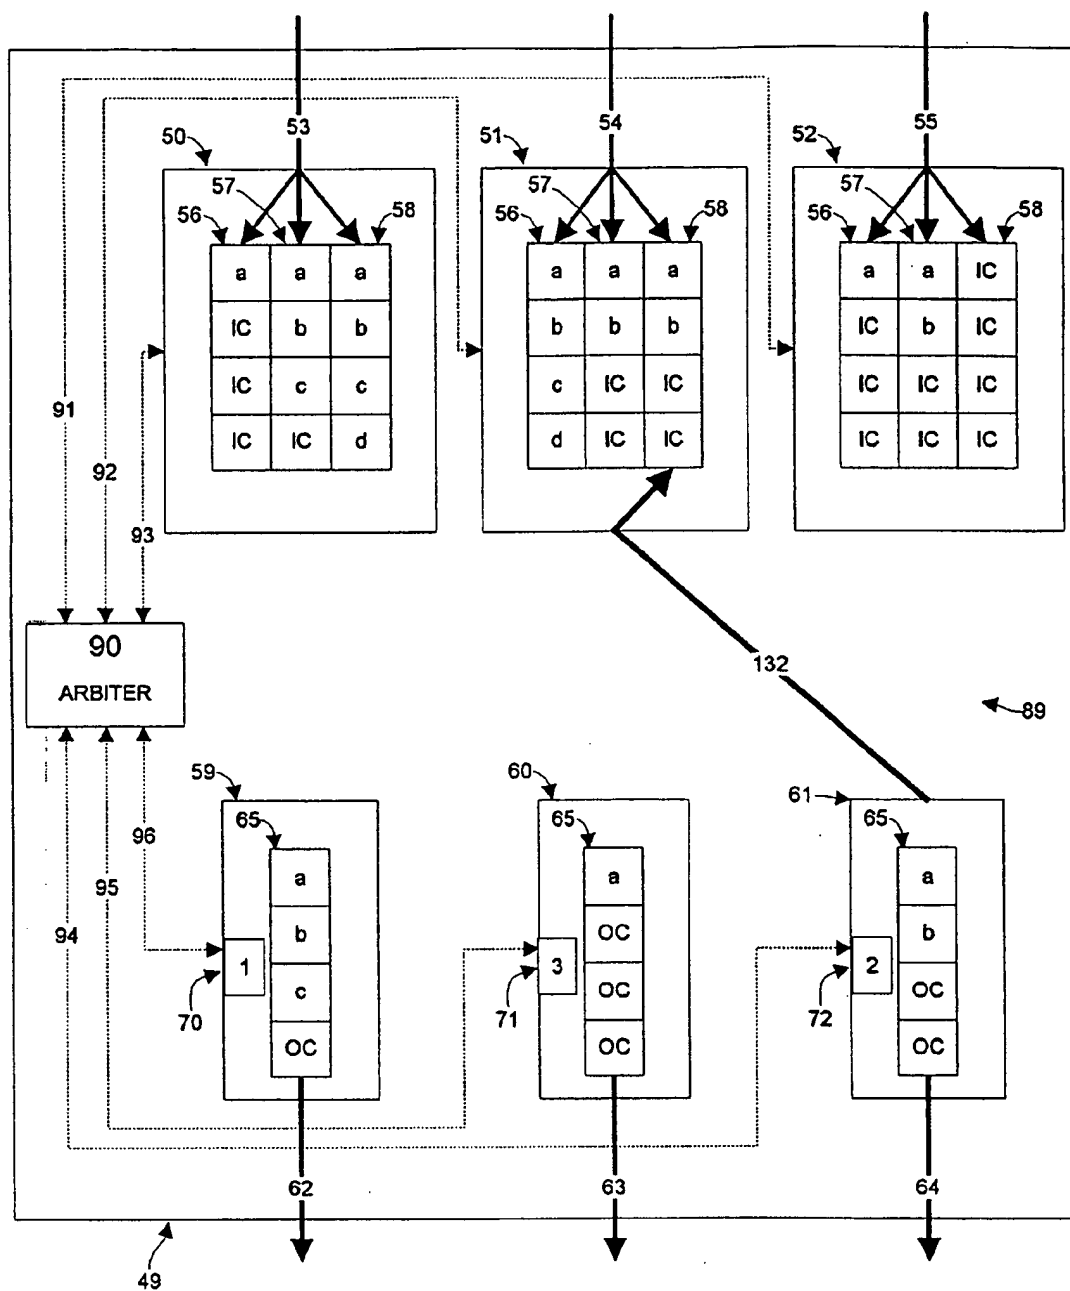 53 54 55
50 51 52
57 57 57
56 58 56 58 56 58
a a a a a a a a IC
IC b b b b b IC b IC
IC c c c IC IC IC IC IC
IC IC d d IC IC IC IC IC
91
92
93
90
ARBITER
132
89
59 60 61
65 65 65
96
95
94
a a a
b OC b
1 3 2
c OC OC
70 71 72
OC OC OC
62 63 64
49